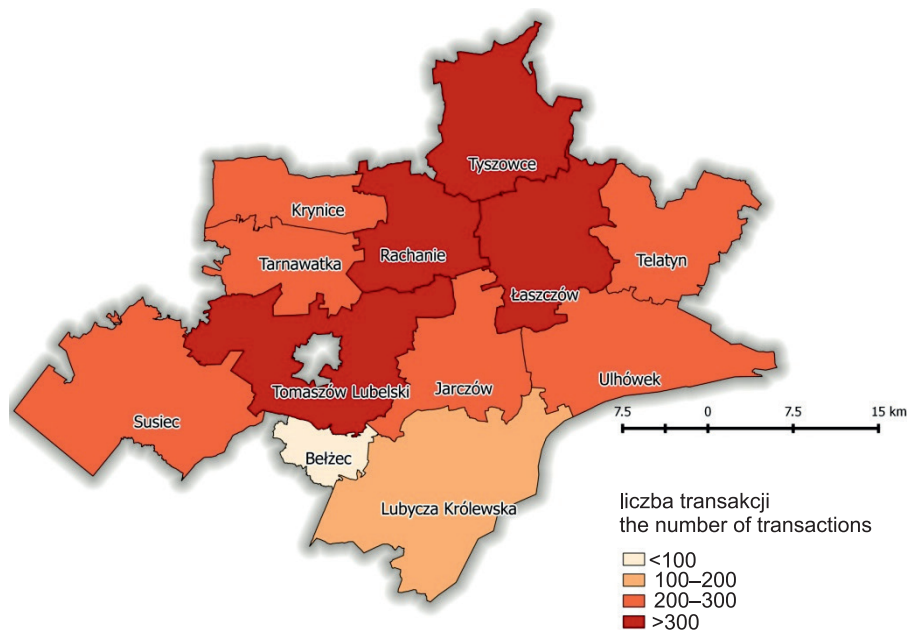 Tyszowce
Krynice
Rachanie
Tarnawatka
Telatyn
Łaszczów
Ulhówek
Tomaszów Lubelski
Jarczów
Susiec
7.5 0 7.5 15 km
Bełżec
Lubycza Królewska
liczba transakcji
the number of transactions
<100
100–200
200–300
>300